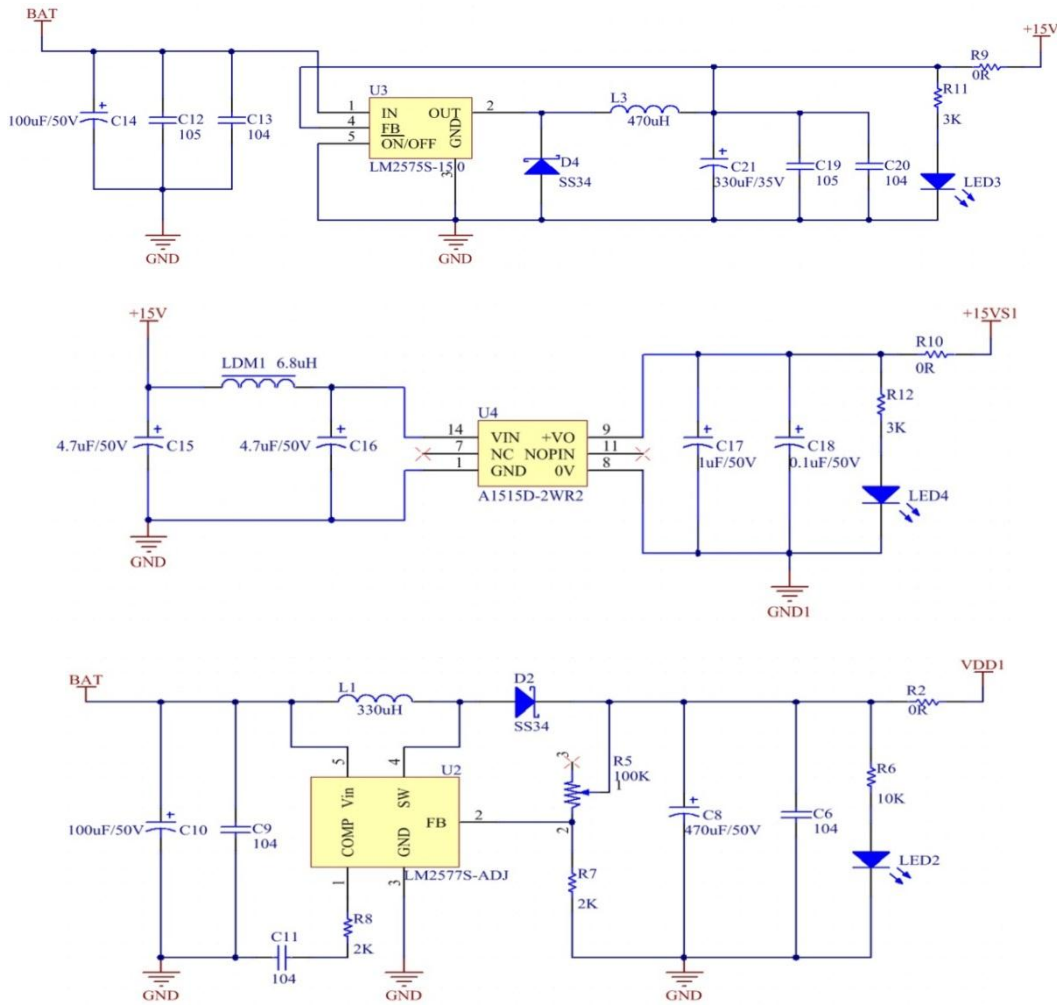 BAT
+15V
R9
0R
R11
3K
U3
1 IN OUT 2
4 FB
5 ON/OFF
GND
3
LM2575S-15.0
100uF/50V C14
C12
105
C13
104
L3
470uH
D4
SS34
C21
330uF/35V
C19
105
C20
104
LED3
GND
GND
+15V
+15VS1
LDM1 6.8uH
R10
0R
R12
3K
U4
14 VIN +VO 9
7 NC NOPIN 11
1 GND 0V 8
A1515D-2WR2
4.7uF/50V C15
4.7uF/50V C16
C17
1uF/50V
C18
0.1uF/50V
LED4
GND
GND1
BAT
VDD1
L1
330uH
D2
SS34
R2
0R
5 4
U2
Vin SW
FB 2
COMP GND
1 3
LM2577S-ADJ
3
R5
100K
1
2
R6
10K
100uF/50V C10
C9
104
C8
470uF/50V
C6
104
LED2
R7
2K
R8
2K
C11
104
GND
GND
GND